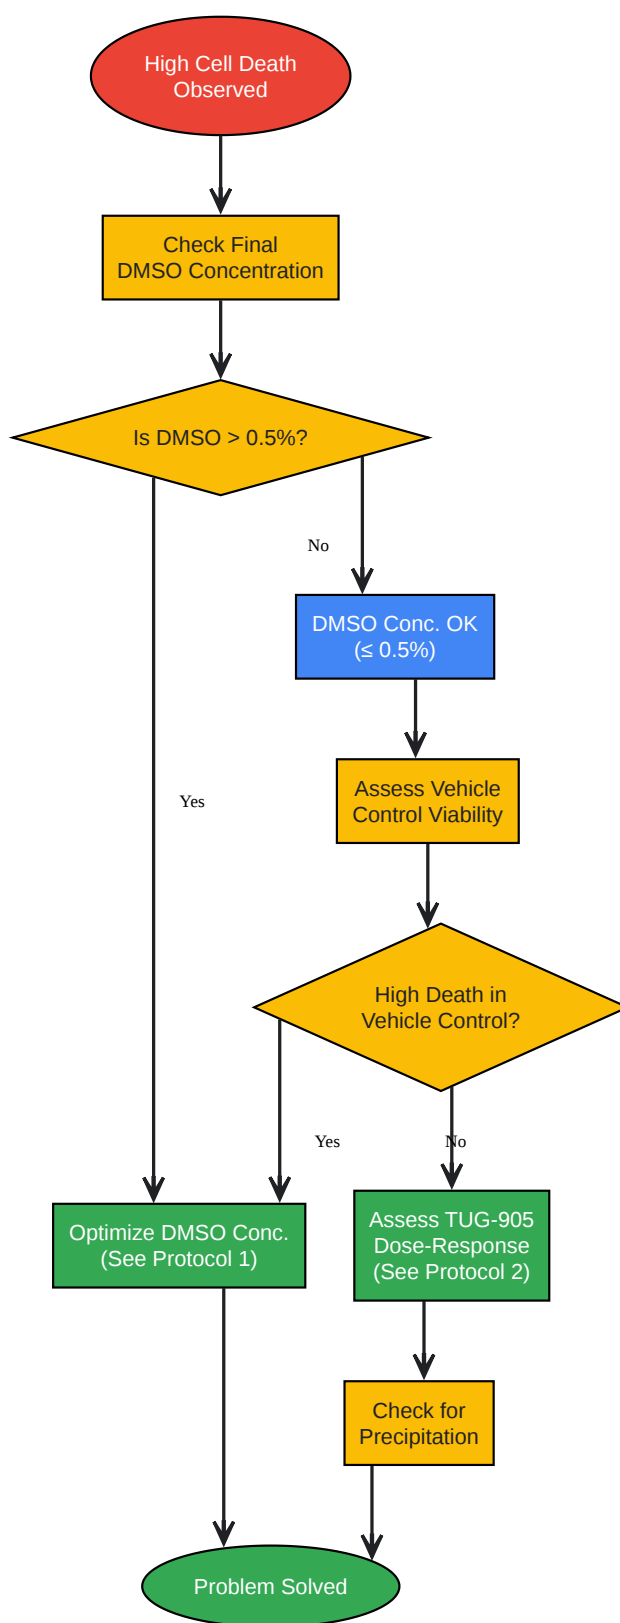 High Cell Death
Observed
Check Final
DMSO Concentration
Is DMSO > 0.5%?
No
DMSO Conc. OK
(≤ 0.5%)
Assess Vehicle
Control Viability
Yes
High Death in
Vehicle Control?
Yes
No
Optimize DMSO Conc.
(See Protocol 1)
Assess TUG-905
Dose-Response
(See Protocol 2)
Check for
Precipitation
Problem Solved